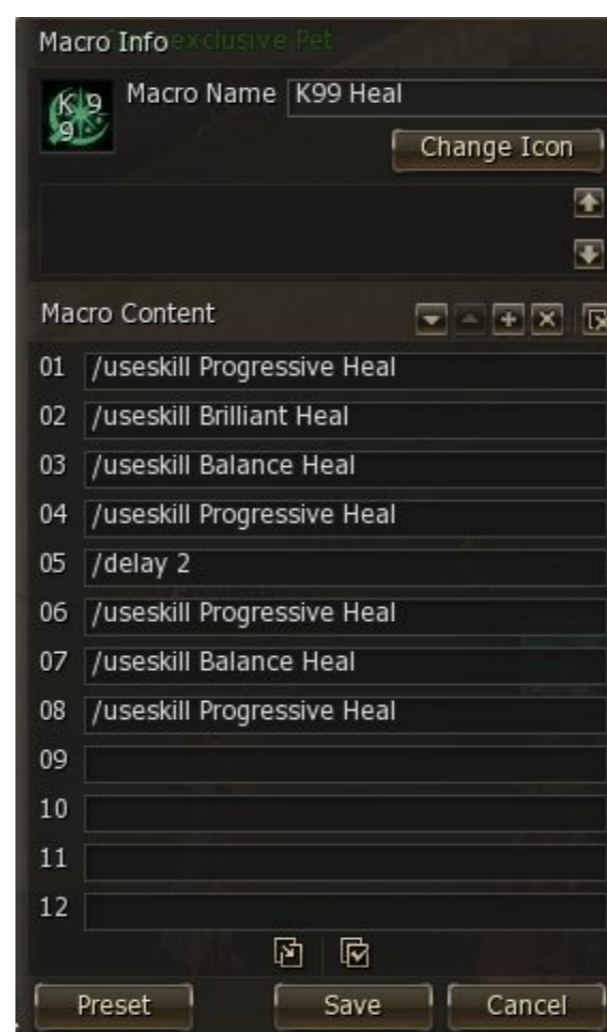 Macro Info exclusive Pet
K 9
9
Macro Name K99 Heal
Change Icon
Macro Content
01 /useskill Progressive Heal
02 /useskill Brilliant Heal
03 /useskill Balance Heal
04 /useskill Progressive Heal
05 /delay 2
06 /useskill Progressive Heal
07 /useskill Balance Heal
08 /useskill Progressive Heal
09
10
11
12
Preset Save Cancel